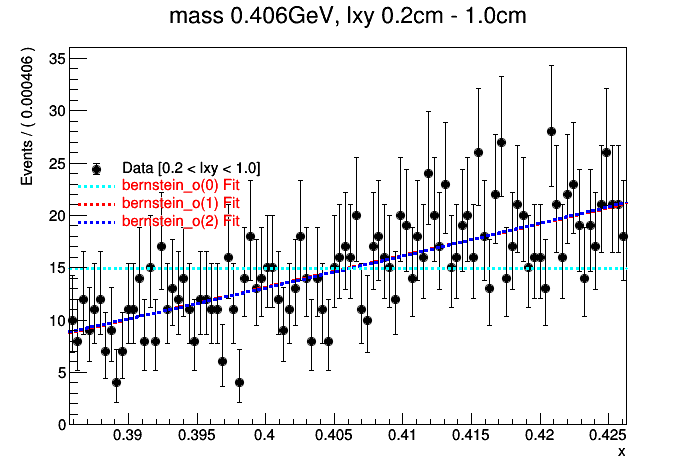 mass 0.406GeV, lxy 0.2cm - 1.0cm
Events / ( 0.000406 )
35
30
25
20
15
10
5
0
Data [0.2 < lxy < 1.0]
bernstein_o(0) Fit
bernstein_o(1) Fit
bernstein_o(2) Fit
0.39 0.395 0.4 0.405 0.41 0.415 0.42 0.425
x